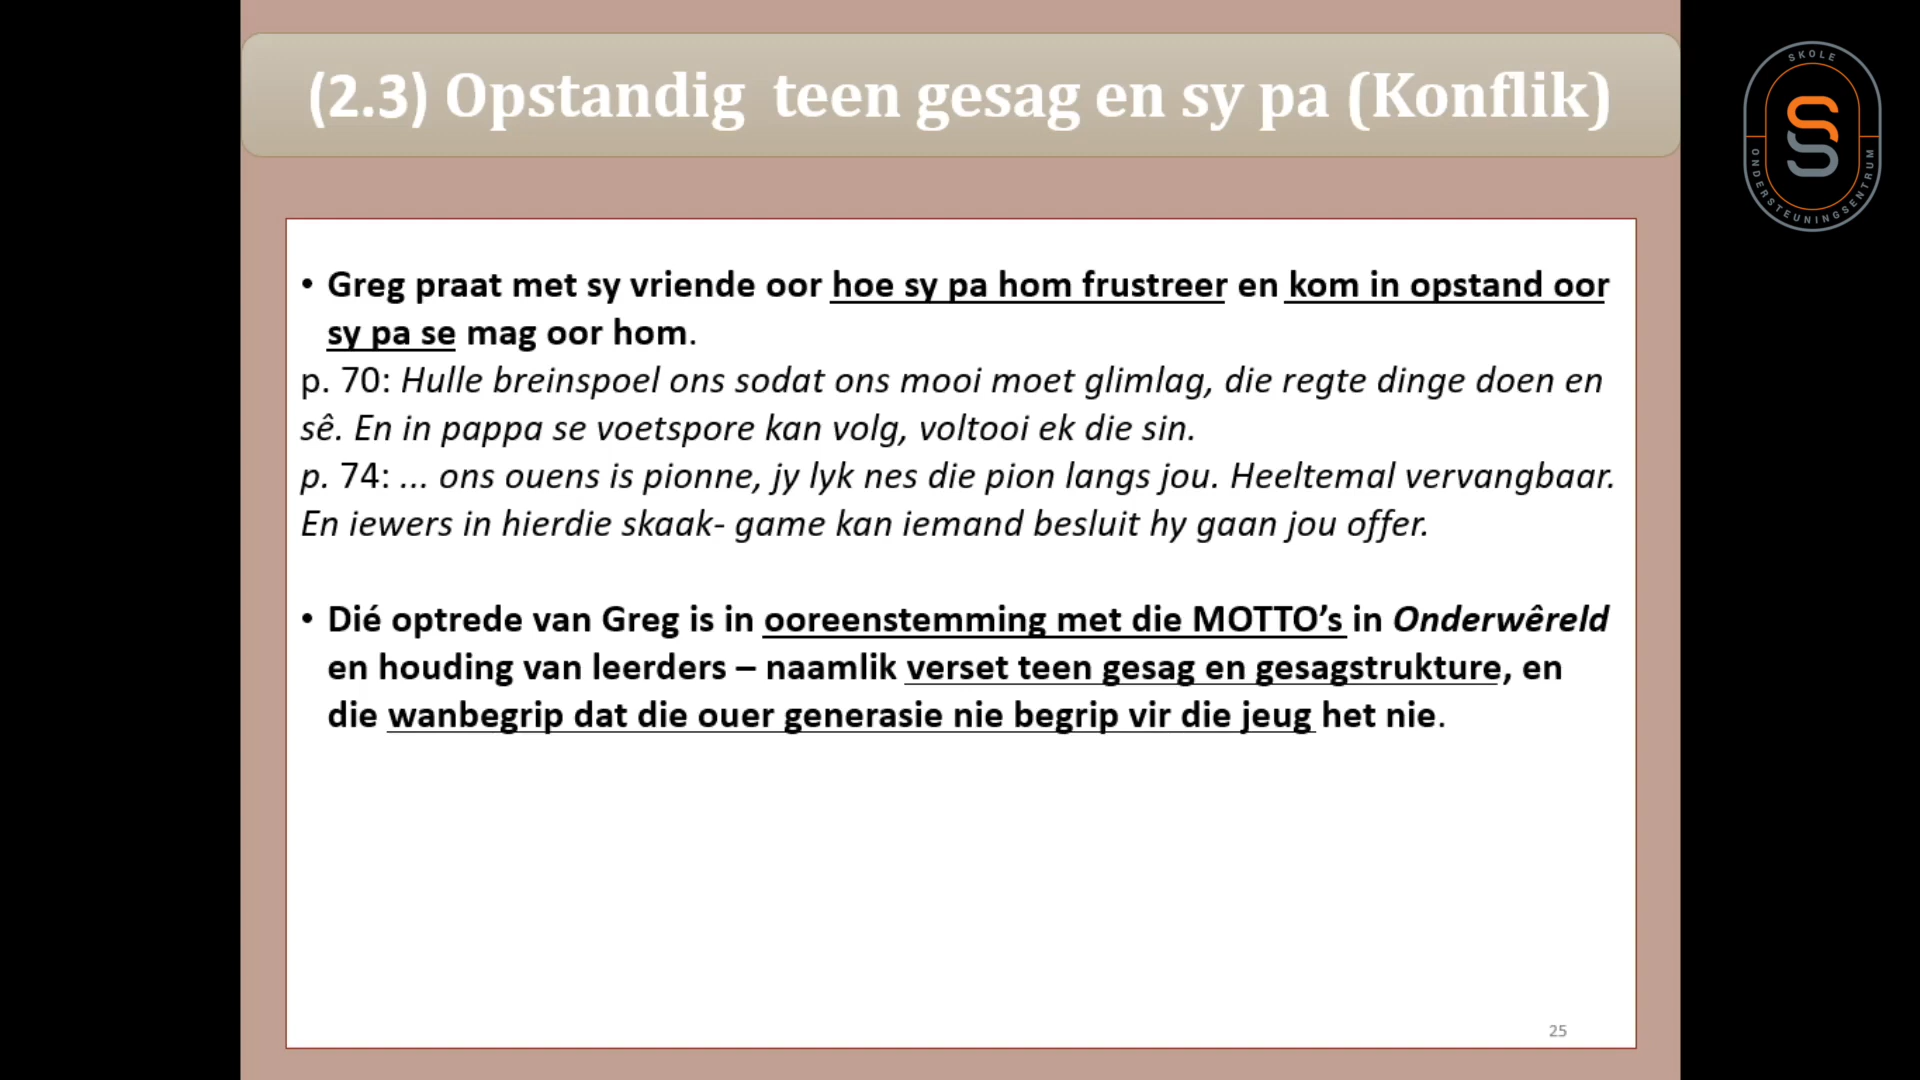 (2.3) Opstandig teen gesag en sy pa (Konflik)
SKOLE
SS
ONDERSTEUNINGSENTRUM
• Greg praat met sy vriende oor hoe sy pa hom frustreer en kom in opstand oor
sy pa se mag oor hom.
p. 70: Hulle breinspoel ons sodat ons mooi moet glimlag, die regte dinge doen en
sê. En in pappa se voetspore kan volg, voltooi ek die sin.
p. 74: ... ons ouens is pionne, jy lyk nes die pion langs jou. Heeltemal vervangbaar.
En iewers in hierdie skaak- game kan iemand besluit hy gaan jou offer.
• Dié optrede van Greg is in ooreenstemming met die MOTTO’s in Onderwêreld
en houding van leerders – naamlik verset teen gesag en gesagstrukture, en
die wanbegrip dat die ouer generasie nie begrip vir die jeug het nie.
25